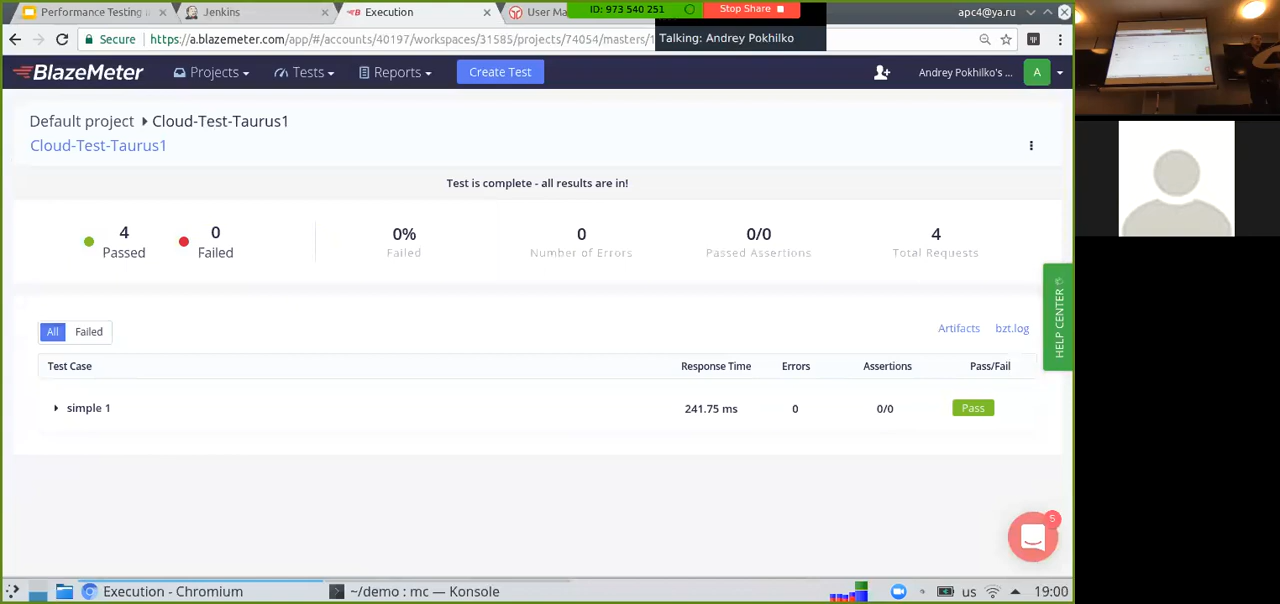 Performance Testing i
Jenkins
Execution
User Ma
ID: 973 540 251
Stop Share
apc4@ya.ru
Talking: Andrey Pokhilko
Secure
https://a.blazemeter.com/app/#/accounts/40197/workspaces/31585/projects/74054/masters/1
BlazeMeter
Projects
Tests
Reports
Create Test
Andrey Pokhilko's ...
A
Default project
Cloud-Test-Taurus1
Cloud-Test-Taurus1
Test is complete - all results are in!
4
Passed
0
Failed
0%
Failed
0
Number of Errors
0/0
Passed Assertions
4
Total Requests
HELP CENTER
All
Failed
Artifacts
bzt.log
Test Case
Response Time
Errors
Assertions
Pass/Fail
simple 1
241.75 ms
0
0/0
Pass
5
Execution - Chromium
~/demo : mc — Konsole
us
19:00